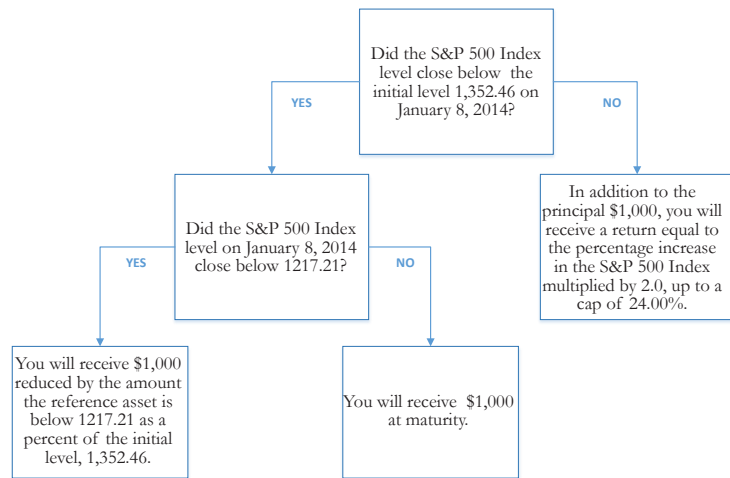 Did the S&P 500 Index
level close below the
initial level 1,352.46 on
January 8, 2014?
YES
NO
Did the S&P 500 Index
level on January 8, 2014
close below 1217.21?
In addition to the
principal $1,000, you will
receive a return equal to
the percentage increase
in the S&P 500 Index
multiplied by 2.0, up to
a cap of 24.00%.
YES
NO
You will receive $1,000
reduced by the amount
the reference asset is
below 1217.21 as a
percent of the initial
level, 1,352.46.
You will receive $1,000
at maturity.